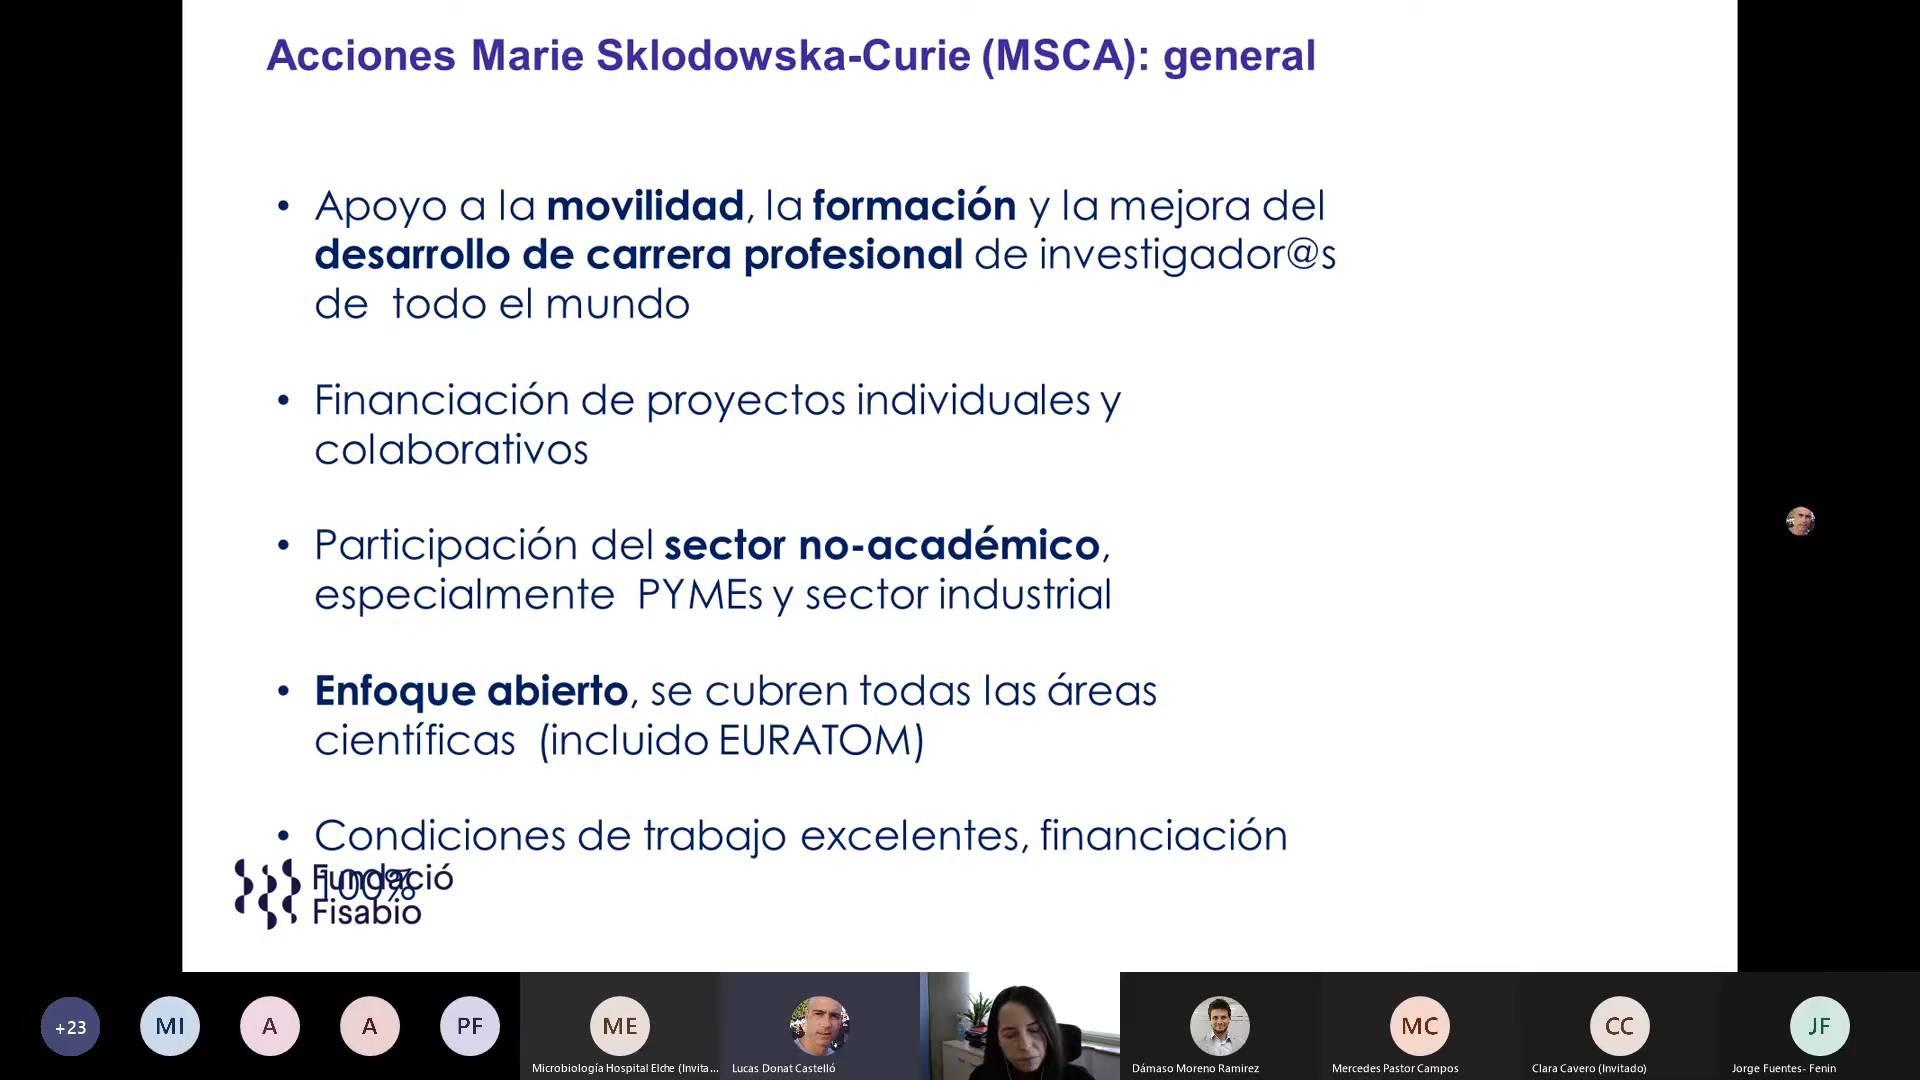 Acciones Marie Sklodowska-Curie (MSCA): general
• Apoyo a la movilidad, la formación y la mejora del
desarrollo de carrera profesional de investigador@s
de todo el mundo
• Financiación de proyectos individuales y
colaborativos
• Participación del sector no-académico,
especialmente PYMEs y sector industrial
• Enfoque abierto, se cubren todas las áreas
científicas (incluido EURATOM)
• Condiciones de trabajo excelentes, financiación
100%
Fundació
Fisabio
+23
MI
A
A
PF
ME
MC
CC
JF
Microbiología Hospital Elche (Invita...
Lucas Donat Castelló
Dámaso Moreno Ramirez
Mercedes Pastor Campos
Clara Cavero (Invitado)
Jorge Fuentes- Fenin